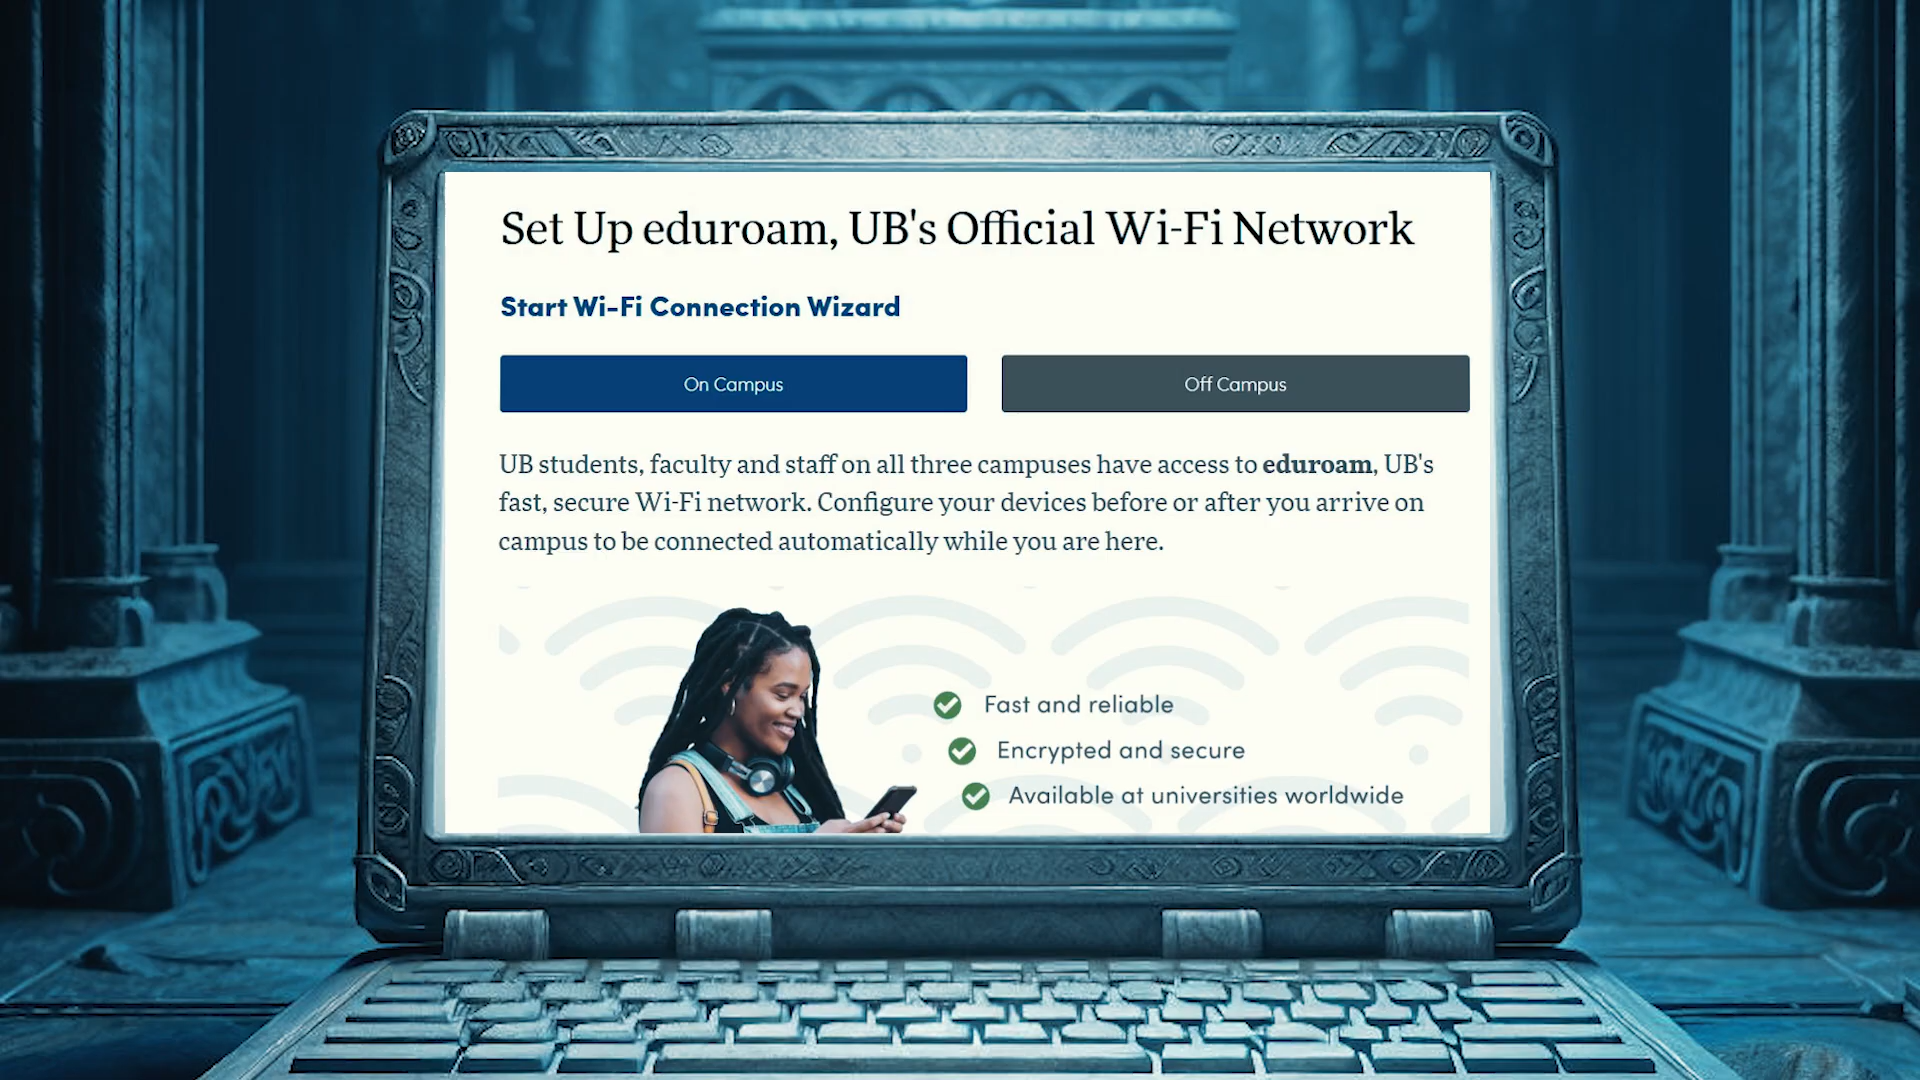 Set Up eduroam, UB's Official Wi-Fi Network
Start Wi-Fi Connection Wizard
On Campus
Off Campus
UB students, faculty and staff on all three campuses have access to eduroam, UB's
fast, secure Wi-Fi network. Configure your devices before or after you arrive on
campus to be connected automatically while you are here.
Fast and reliable
Encrypted and secure
Available at universities worldwide